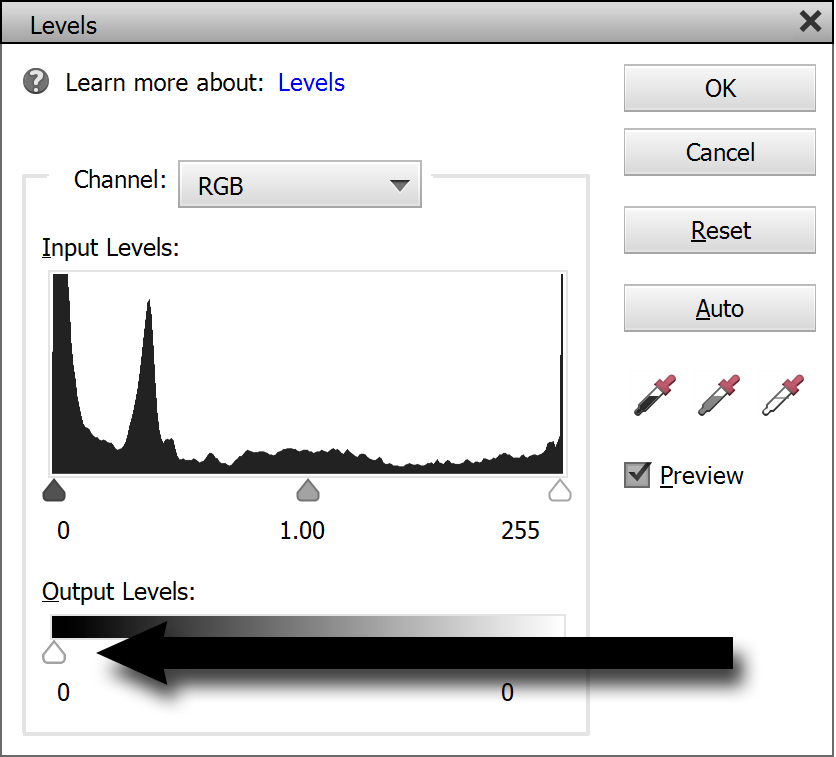 Levels
? Learn more about: Levels
OK
Cancel
Channel: RGB
Reset
Input Levels:
Auto
Preview
0 1.00 255
Output Levels:
0 0